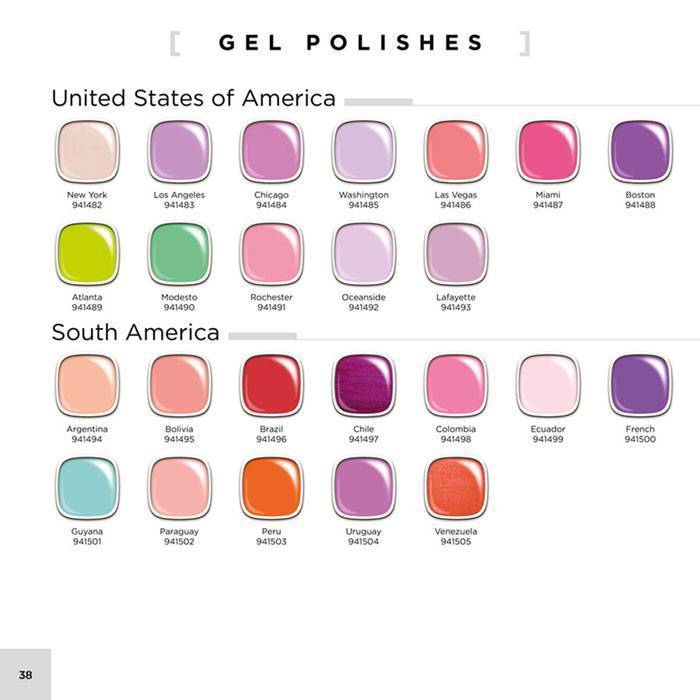 [ GEL POLISHES ]
United States of America
New York Los Angeles Chicago Washington Las Vegas Miami Boston
941482 941483 941484 941485 941486 941487 941488
Atlanta Modesto Rochester Oceanside Lafayette
941489 941490 941491 941492 941493
South America
Argentina Bolivia Brazil Chile Colombia Ecuador French
941494 941495 941496 941497 941498 941499 941500
Guyana Paraguay Peru Uruguay Venezuela
941501 941502 941503 941504 941505
38